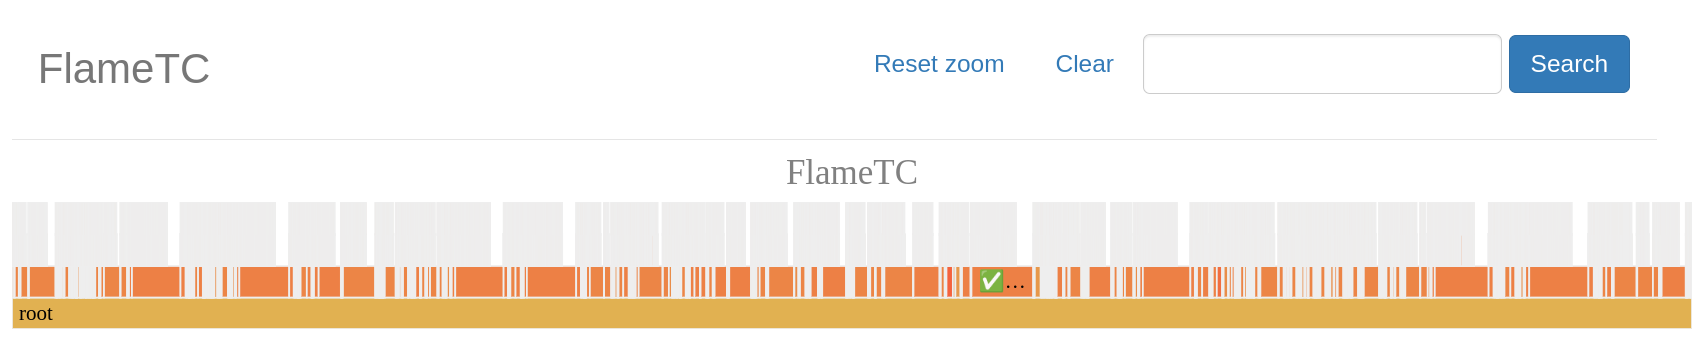 FlameTC
Reset zoom
Clear
Search
FlameTC
✅...
root